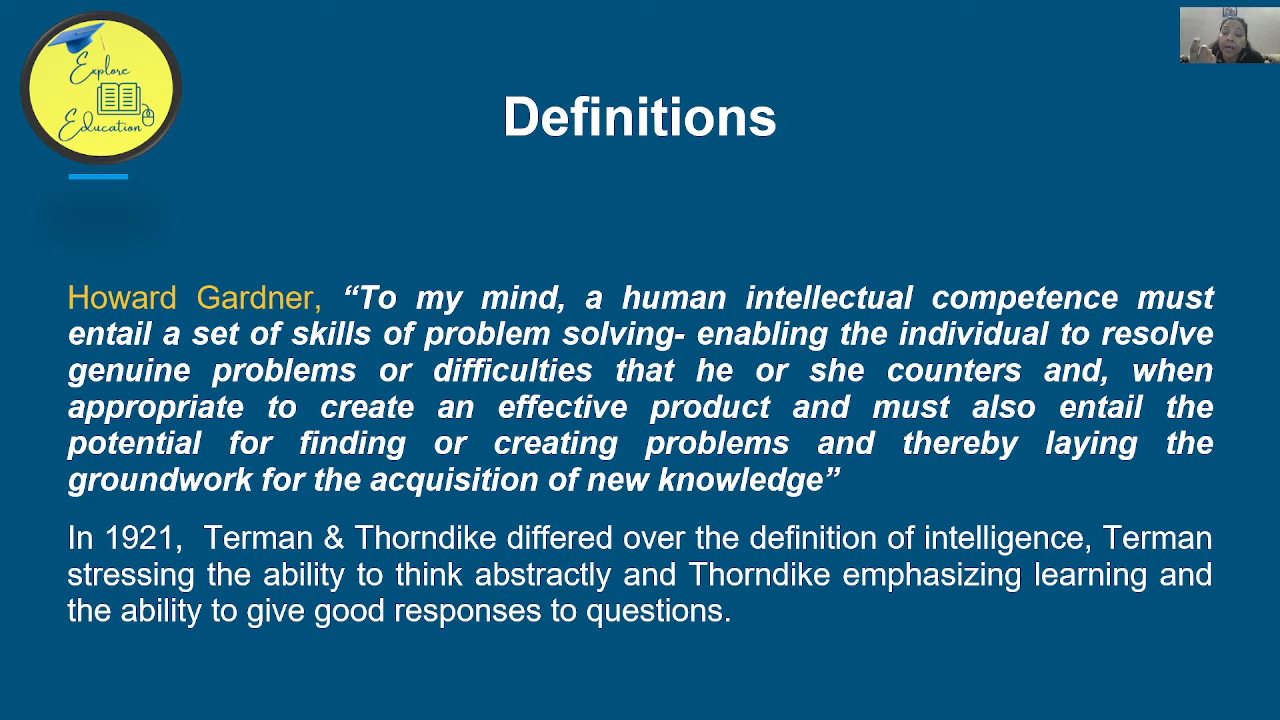 Explore
Education
Definitions
Howard Gardner, “To my mind, a human intellectual competence must
entail a set of skills of problem solving- enabling the individual to resolve
genuine problems or difficulties that he or she counters and, when
appropriate to create an effective product and must also entail the
potential for finding or creating problems and thereby laying the
groundwork for the acquisition of new knowledge”
In 1921, Terman & Thorndike differed over the definition of intelligence, Terman
stressing the ability to think abstractly and Thorndike emphasizing learning and
the ability to give good responses to questions.